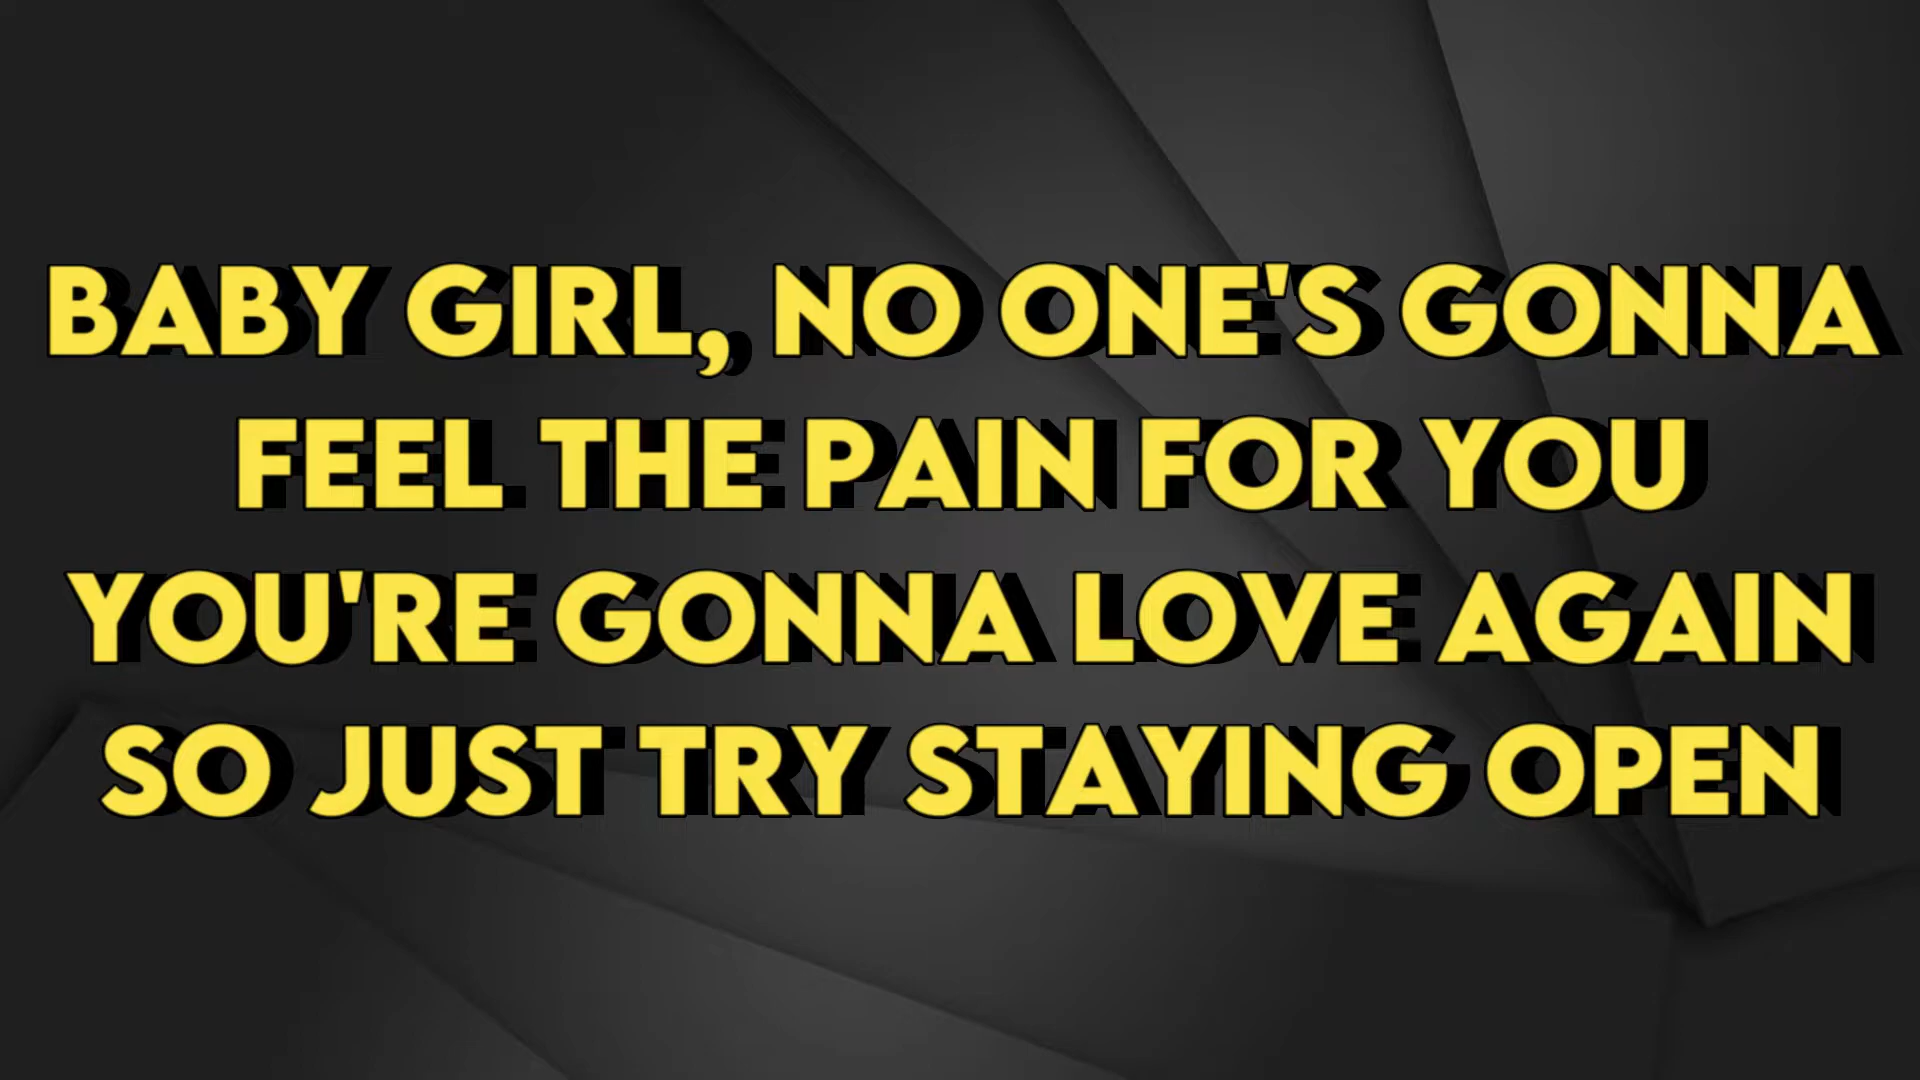 BABY GIRL, NO ONE'S GONNA
FEEL THE PAIN FOR YOU
YOU'RE GONNA LOVE AGAIN
SO JUST TRY STAYING OPEN